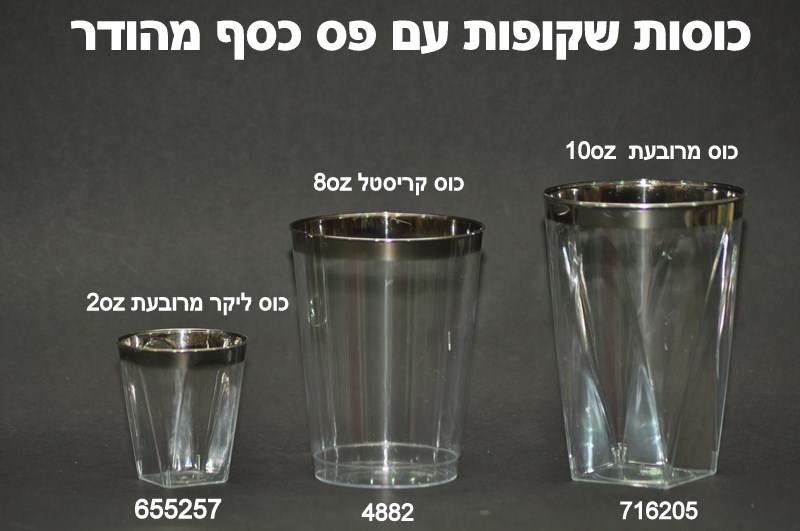 כוסות שקופות עם פס כסף מהודר
כוס מרובעת 10oz
כוס קריסטל 8oz
כוס ליקר מרובעת 2oz
716205
4882
655257